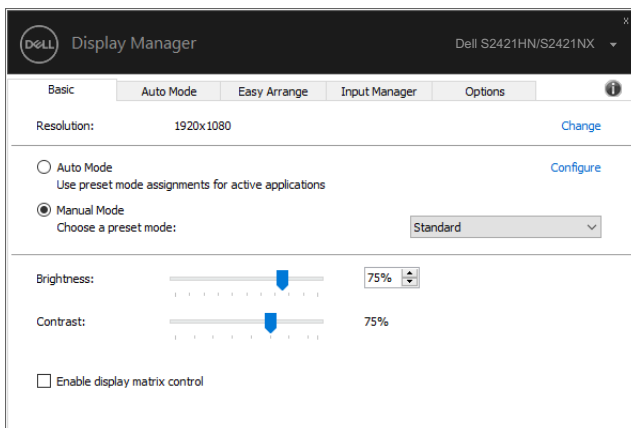 DELL Display Manager Dell S2421HN/S2421NX
x
Basic Auto Mode Easy Arrange Input Manager Options
Resolution: 1920x1080 Change
Auto Mode Configure
Use preset mode assignments for active applications
Manual Mode
Choose a preset mode: Standard
Brightness: 75%
Contrast: 75%
Enable display matrix control